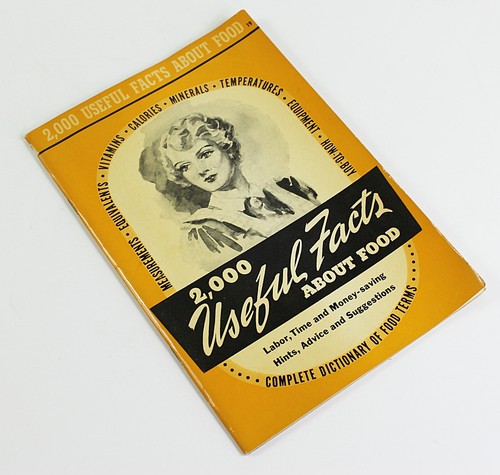 2,000 USEFUL FACTS ABOUT FOOD 19
MEASUREMENTS · EQUIVALENTS · VITAMINS · CALORIES · MINERALS · TEMPERATURES · EQUIPMENT · HOW-TO-BUY
2,000
Useful Facts
ABOUT FOOD
Labor, Time and Money-saving
Hints, Advice and Suggestions
COMPLETE DICTIONARY OF FOOD TERMS